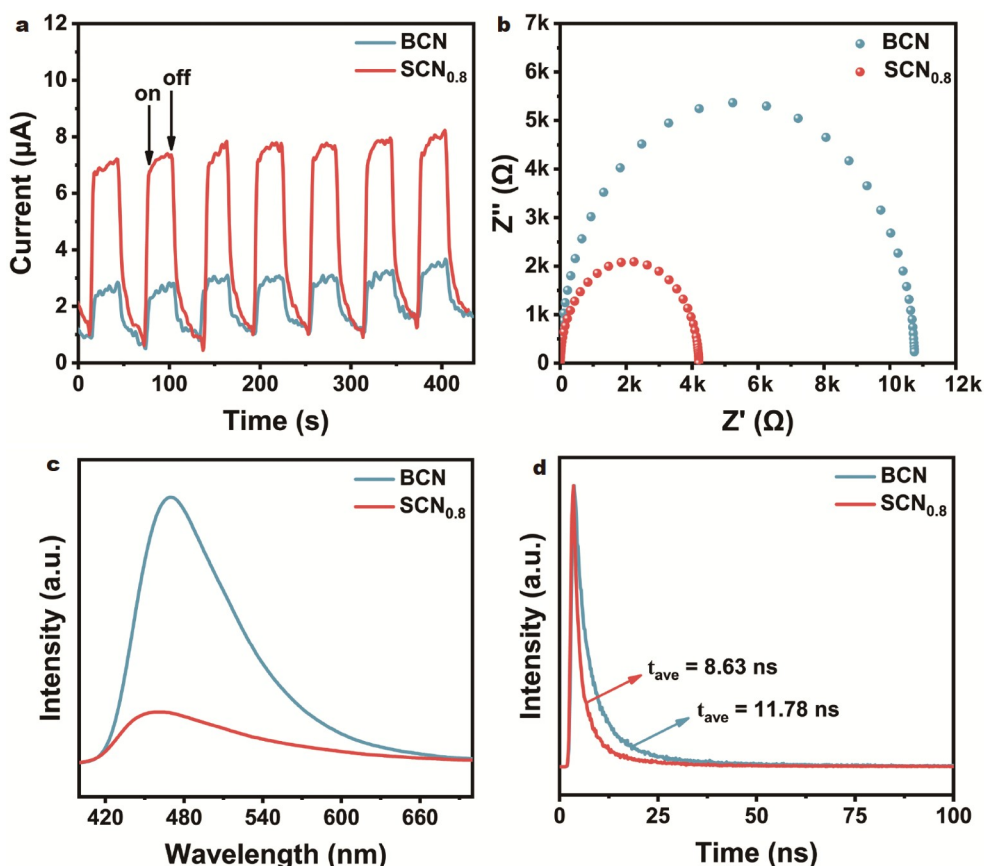 a
BCN
SCN0.8
on
off
12
10
8
6
4
2
0
0 100 200 300 400
Current (µA)
Time (s)
b
BCN
SCN0.8
7k
6k
5k
4k
3k
2k
1k
0
0 2k 4k 6k 8k 10k 12k
Z'' (Ω)
Z' (Ω)
c
BCN
SCN0.8
Intensity (a.u.)
420 480 540 600 660
Wavelength (nm)
d
BCN
SCN0.8
tave = 8.63 ns
tave = 11.78 ns
Intensity (a.u.)
0 25 50 75 100
Time (ns)